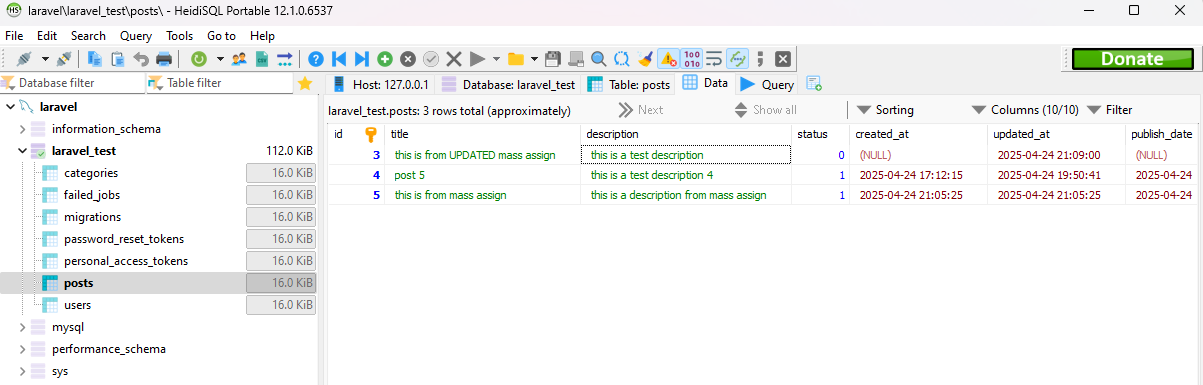 laravel\laravel_test\posts\ - HeidiSQL Portable 12.1.0.6537
File Edit Search Query Tools Go to Help
Donate
Database filter Table filter
Host: 127.0.0.1 Database: laravel_test Table: posts Data Query
laravel_test.posts: 3 rows total (approximately) Next Show all Sorting Columns (10/10) Filter
laravel
information_schema
laravel_test 112.0 KiB
categories 16.0 KiB
failed_jobs 16.0 KiB
migrations 16.0 KiB
password_reset_tokens 16.0 KiB
personal_access_tokens 16.0 KiB
posts 16.0 KiB
users 16.0 KiB
mysql
performance_schema
sys
id title description status created_at updated_at publish_date
3 this is from UPDATED mass assign this is a test description 0 (NULL) 2025-04-24 21:09:00 (NULL)
4 post 5 this is a test description 4 1 2025-04-24 17:12:15 2025-04-24 19:50:41 2025-04-24
5 this is from mass assign this is a description from mass assign 1 2025-04-24 21:05:25 2025-04-24 21:05:25 2025-04-24